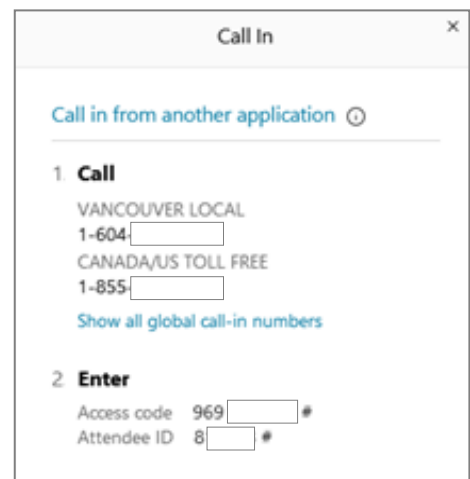 Call In
×
Call in from another application
1. Call
VANCOUVER LOCAL
1-604-
CANADA/US TOLL FREE
1-855-
Show all global call-in numbers
2 Enter
Access code 969 #
Attendee ID 8 #